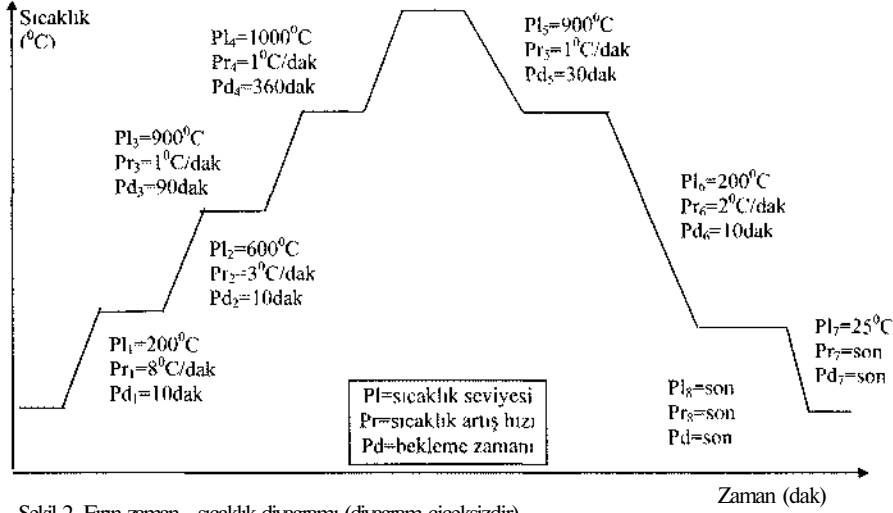 Sıcaklık
(⁰C)
Pl₄=1000⁰C
Pr₄=1⁰C/dak
Pd₄=360dak
Pl₅=900⁰C
Pr₅=1⁰C/dak
Pd₅=30dak
Pl₃=900⁰C
Pr₃=1⁰C/dak
Pd₃=90dak
Pl₆=200⁰C
Pr₆=2⁰C/dak
Pd₆=10dak
Pl₂=600⁰C
Pr₂=3⁰C/dak
Pd₂=10dak
Pl₁=200⁰C
Pr₁=8⁰C/dak
Pd₁=10dak
Pl₇=25⁰C
Pr₇=son
Pd₇=son
Pl=sıcaklık seviyesi
Pr=sıcaklık artış hızı
Pd=bekleme zamanı
Pl₈=son
Pr₈=son
Pd=son
Zaman (dak)
Şekil 2. Fırın zaman - sıcaklık diyagramı (diyagram ölçeksizdir)